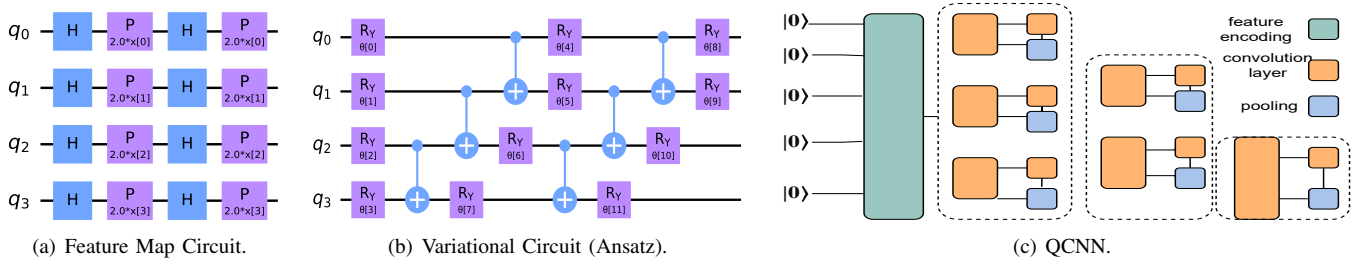 q0 H P 2.0*x[0] H P 2.0*x[0]
q1 H P 2.0*x[1] H P 2.0*x[1]
q2 H P 2.0*x[2] H P 2.0*x[2]
q3 H P 2.0*x[3] H P 2.0*x[3]
(a) Feature Map Circuit.
q0 RY θ[0] RY θ[4] RY θ[8]
q1 RY θ[1] RY θ[5] RY θ[9]
q2 RY θ[2] RY θ[6] RY θ[10]
q3 RY θ[3] RY θ[7] RY θ[11]
(b) Variational Circuit (Ansatz).
|0⟩
|0⟩
|0⟩
|0⟩
|0⟩
feature
encoding
convolution
layer
pooling
(c) QCNN.